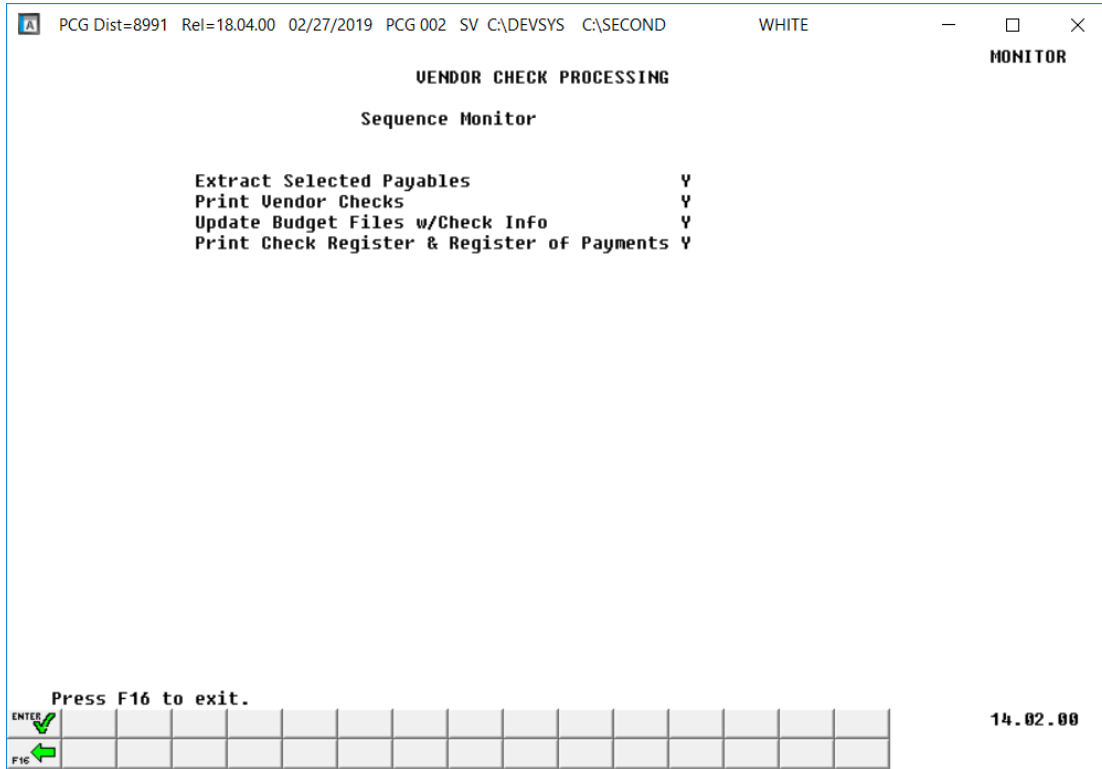 A PCG Dist=8991 Rel=18.04.00 02/27/2019 PCG 002 SV C:\DEVSYS C:\SECOND WHITE
MONITOR
VENDOR CHECK PROCESSING
Sequence Monitor
Extract Selected Payables Y
Print Vendor Checks Y
Update Budget Files w/Check Info Y
Print Check Register & Register of Payments Y
Press F16 to exit.
ENTER
14.02.00
F16